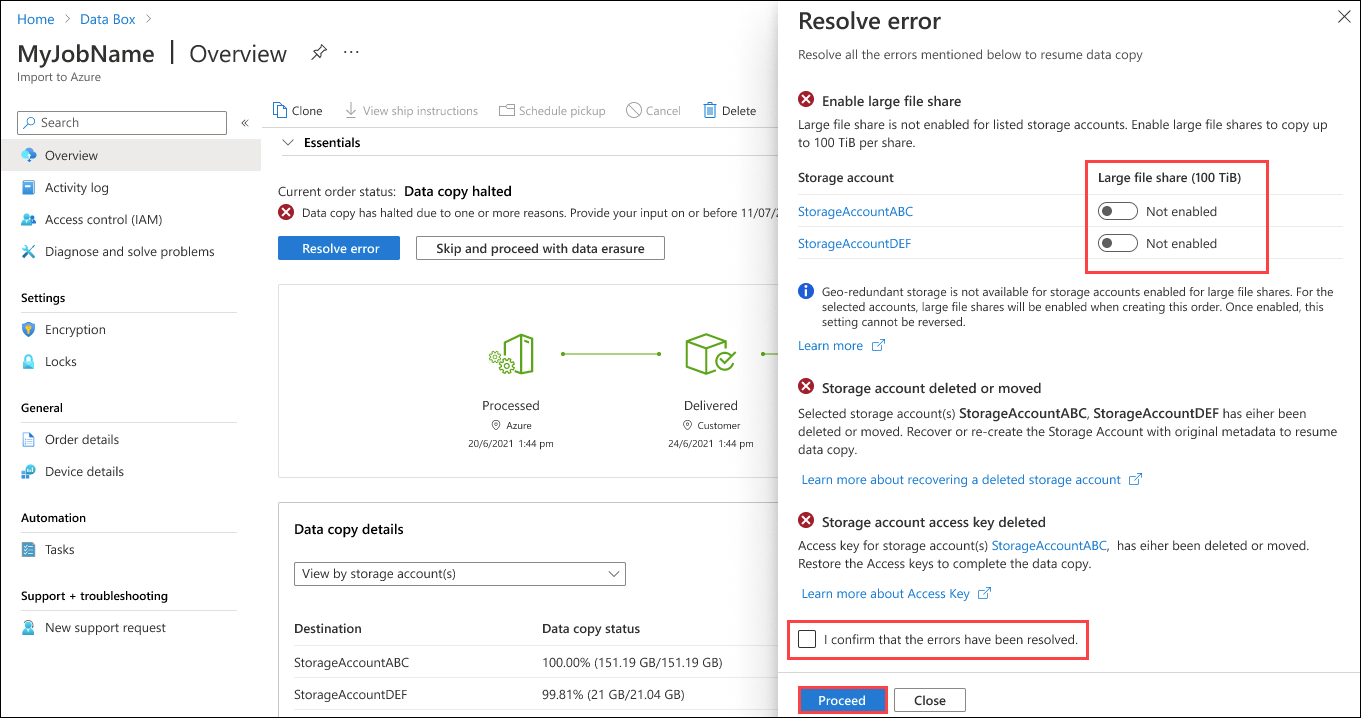 Home > Data Box >
MyJobName | Overview ...
Import to Azure
Search
«
Overview
Activity log
Access control (IAM)
Diagnose and solve problems
Settings
Encryption
Locks
General
Order details
Device details
Automation
Tasks
Support + troubleshooting
New support request
Clone View ship instructions Schedule pickup Cancel Delete
Essentials
Current order status: Data copy halted
Data copy has halted due to one or more reasons. Provide your input on or before 11/07/2
Resolve error Skip and proceed with data erasure
Processed Delivered
Azure Customer
20/6/2021 1:44 pm 24/6/2021 1:44 pm
Data copy details
View by storage account(s)
Destination Data copy status
StorageAccountABC 100.00% (151.19 GB/151.19 GB)
StorageAccountDEF 99.81% (21 GB/21.04 GB)
Resolve error
Resolve all the errors mentioned below to resume data copy
Enable large file share
Large file share is not enabled for listed storage accounts. Enable large file shares to copy up
to 100 TiB per share.
Storage account Large file share (100 TiB)
StorageAccountABC Not enabled
StorageAccountDEF Not enabled
Geo-redundant storage is not available for storage accounts enabled for large file shares. For the
selected accounts, large file shares will be enabled when creating this order. Once enabled, this
setting cannot be reversed.
Learn more
Storage account deleted or moved
Selected storage account(s) StorageAccountABC, StorageAccountDEF has eiher been
deleted or moved. Recover or re-create the Storage Account with original metadata to resume
data copy.
Learn more about recovering a deleted storage account
Storage account access key deleted
Access key for storage account(s) StorageAccountABC, has eiher been deleted or moved.
Restore the Access keys to complete the data copy.
Learn more about Access Key
I confirm that the errors have been resolved.
Proceed Close